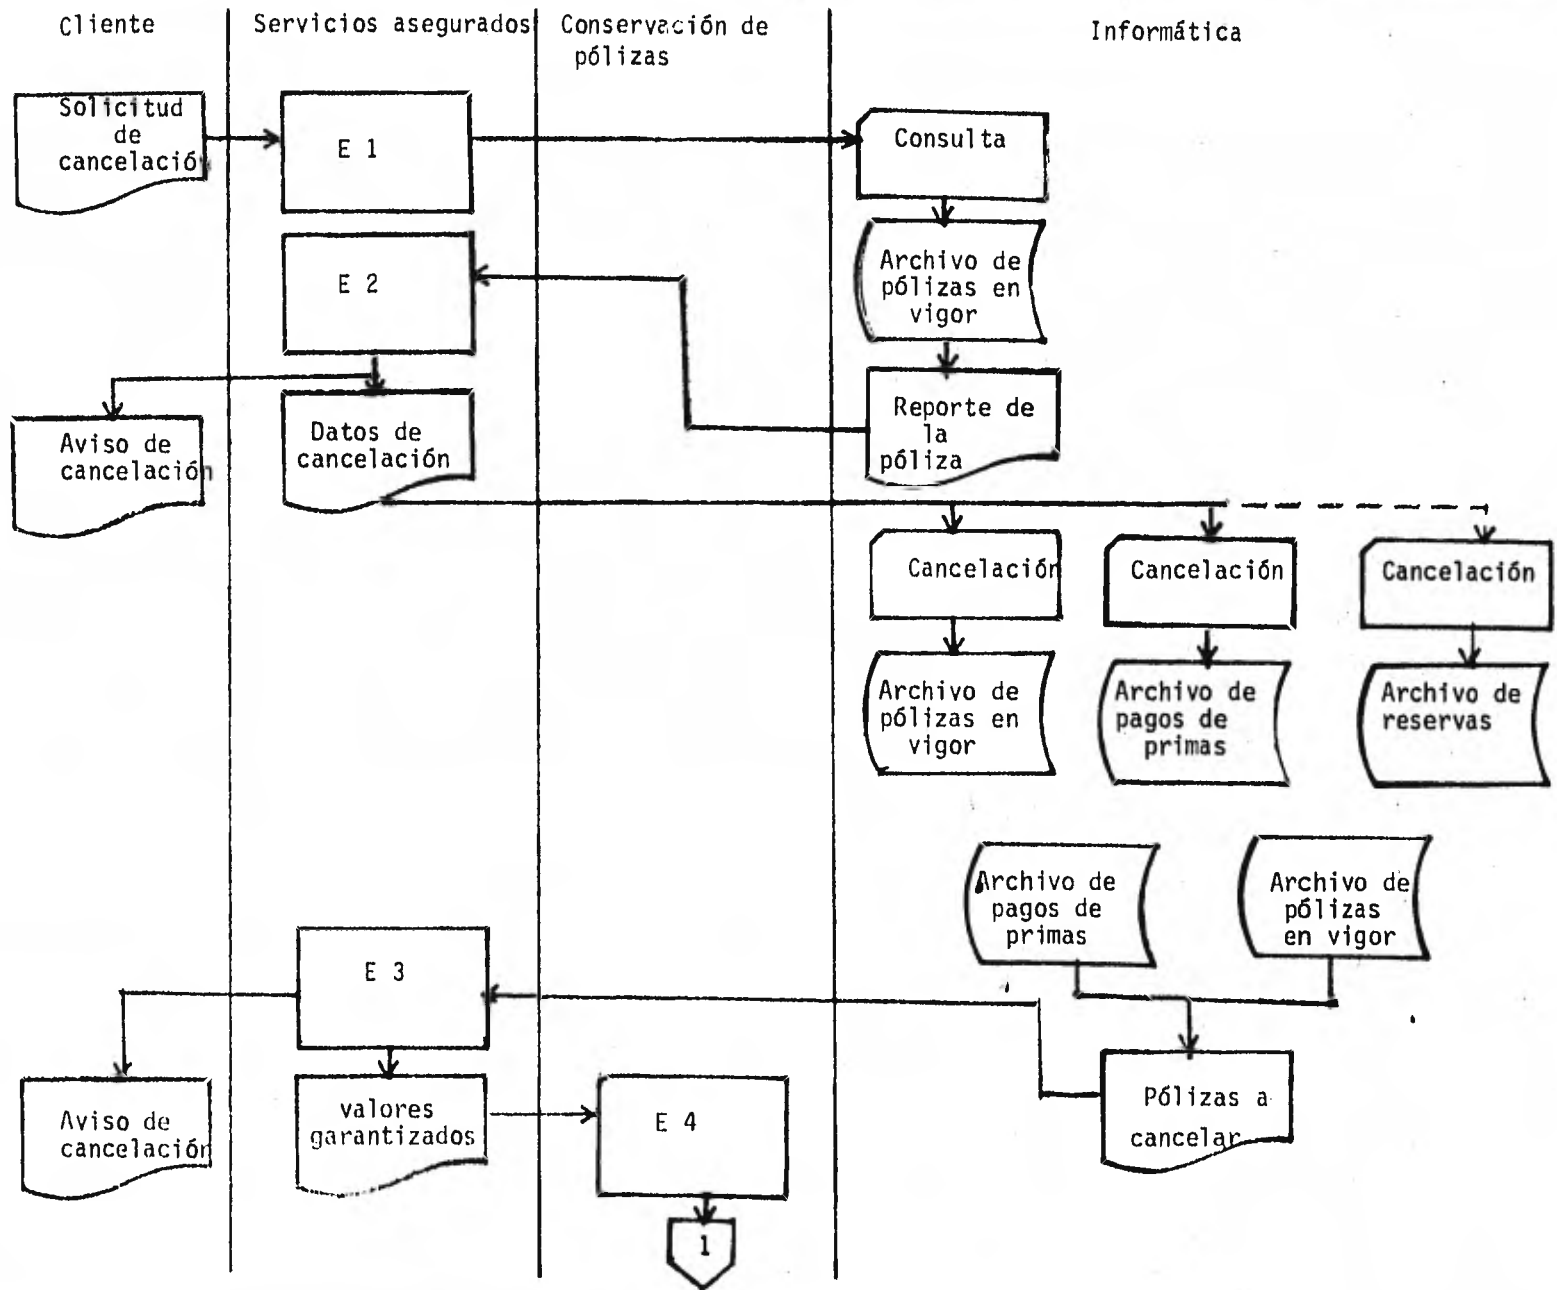 Cliente
Servicios asegurados
Conservación de
pólizas
Informática
Solicitud
de
cancelación
E 1
Consulta
E 2
Archivo de
pólizas en
vigor
Aviso de
cancelación
Datos de
cancelación
Reporte de
la
póliza
Cancelación
Cancelación
Cancelación
Archivo de
pólizas en
vigor
Archivo de
pagos de
primas
Archivo de
reservas
Archivo de
pagos de
primas
Archivo de
pólizas
en vigor
E 3
Aviso de
cancelación
valores
garantizados
E 4
Pólizas a
cancelar
1